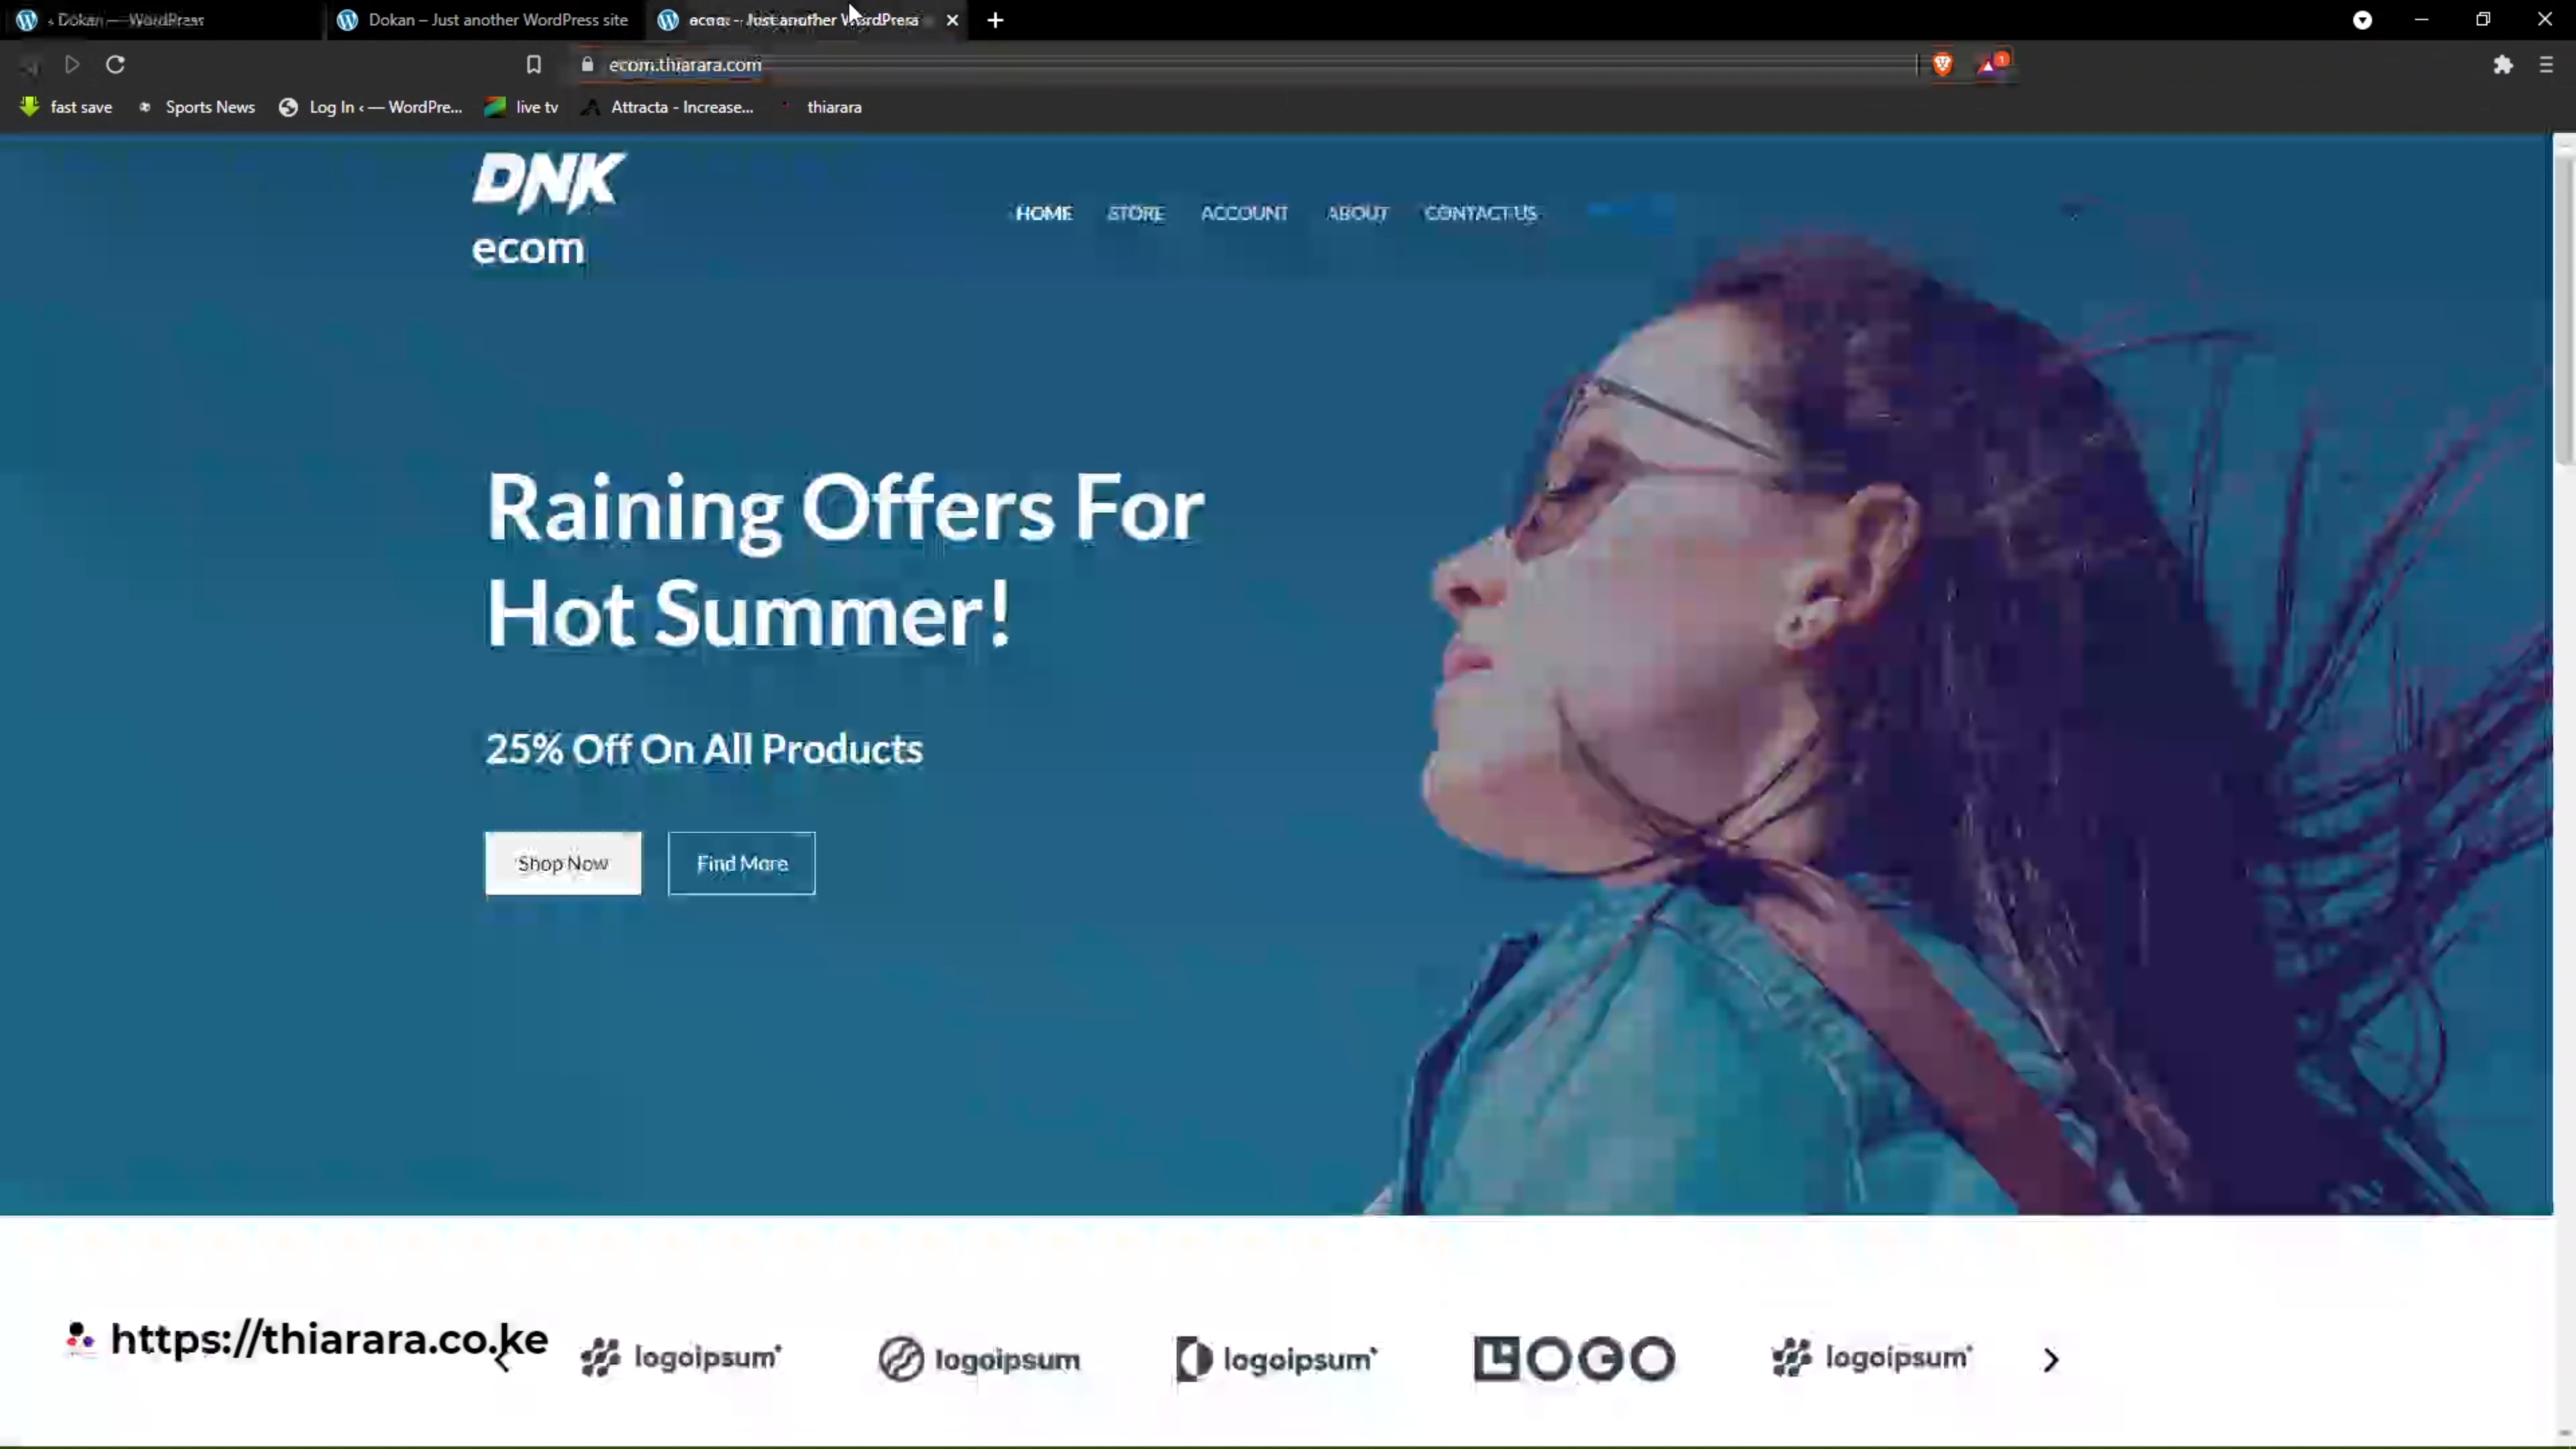 Dokan — WordPress
Dokan – Just another WordPress site
ecom – Just another WordPress
ecom.thiarara.com
1
fast save
Sports News
Log In ‹ — WordPre...
live tv
Attracta - Increase...
thiarara
DNK
ecom
HOME
STORE
ACCOUNT
ABOUT
CONTACT US
Raining Offers For
Hot Summer!
25% Off On All Products
Shop Now
Find More
https://thiarara.co.ke
logoipsum
logoipsum
logoipsum
LOGO
logoipsum